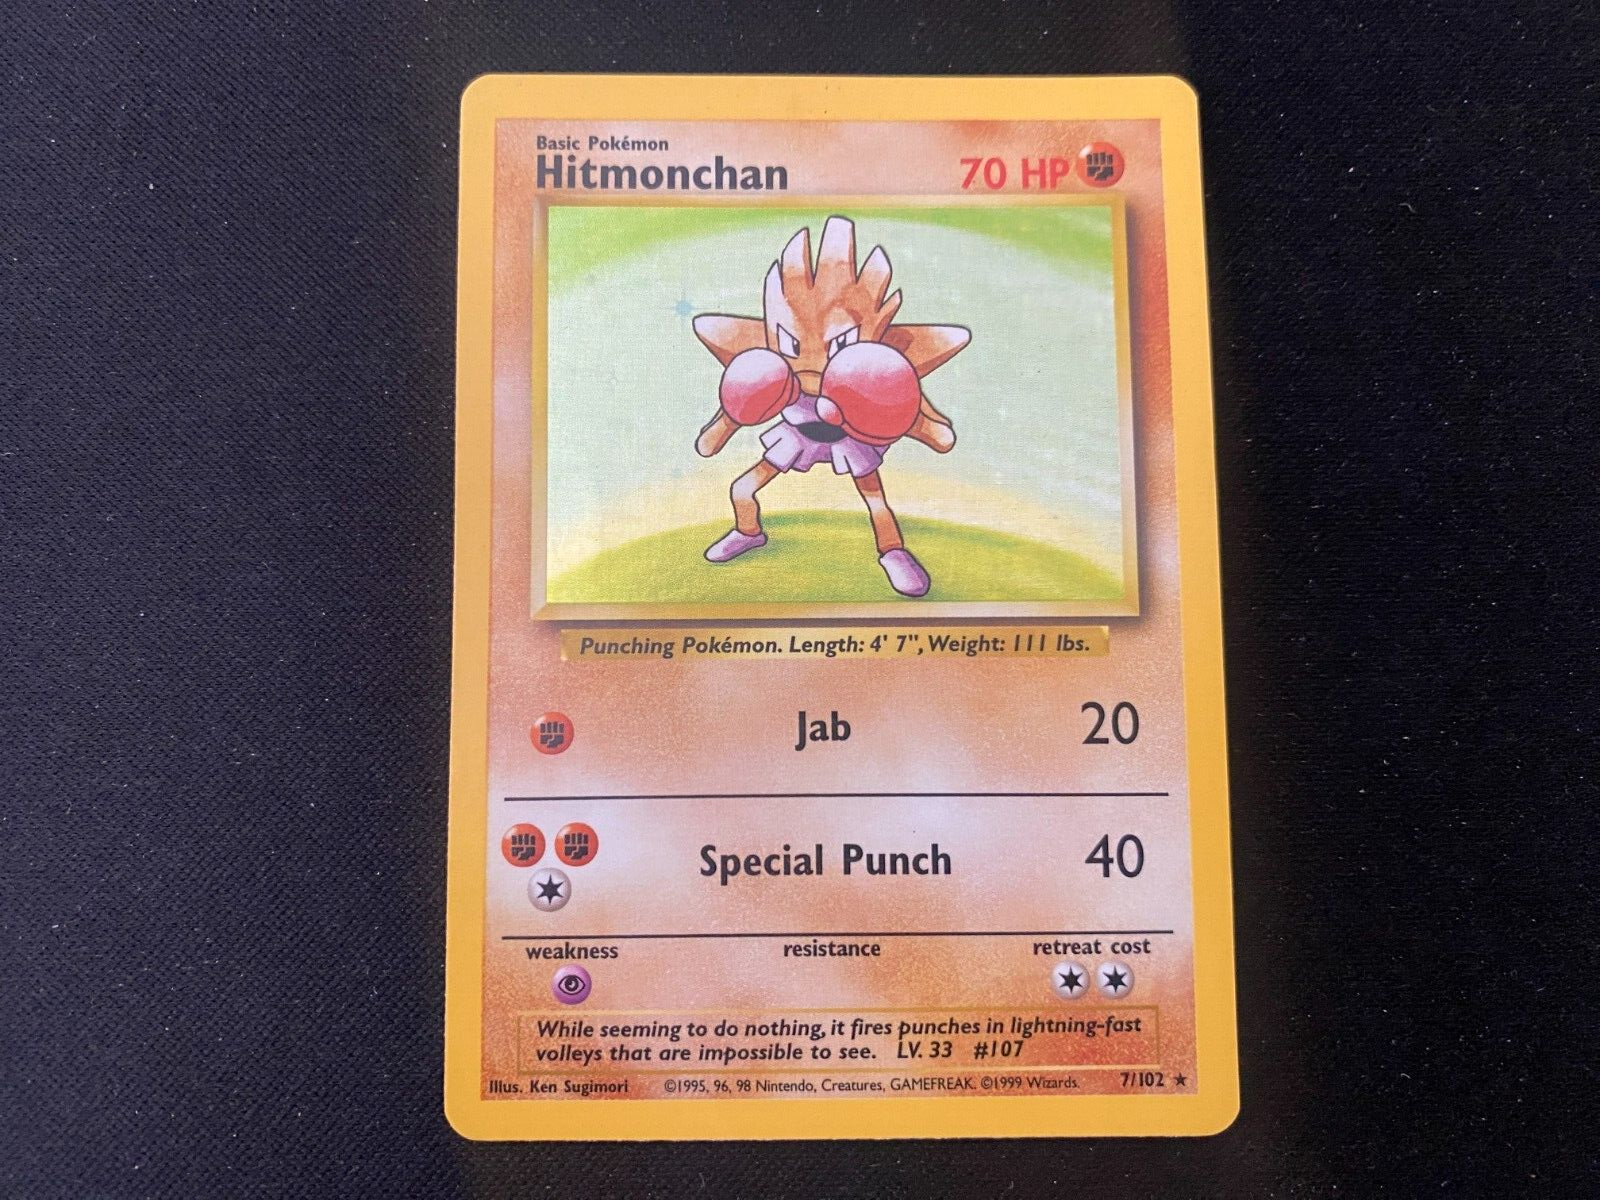 Basic Pokémon
Hitmonchan
70 HP
Punching Pokémon. Length: 4' 7", Weight: 111 lbs.
Jab 20
Special Punch 40
weakness resistance retreat cost
While seeming to do nothing, it fires punches in lightning-fast
volleys that are impossible to see. LV. 33 #107
Illus. Ken Sugimori ©1995, 96, 98 Nintendo, Creatures, GAMEFREAK. ©1999 Wizards. 7/102 ★